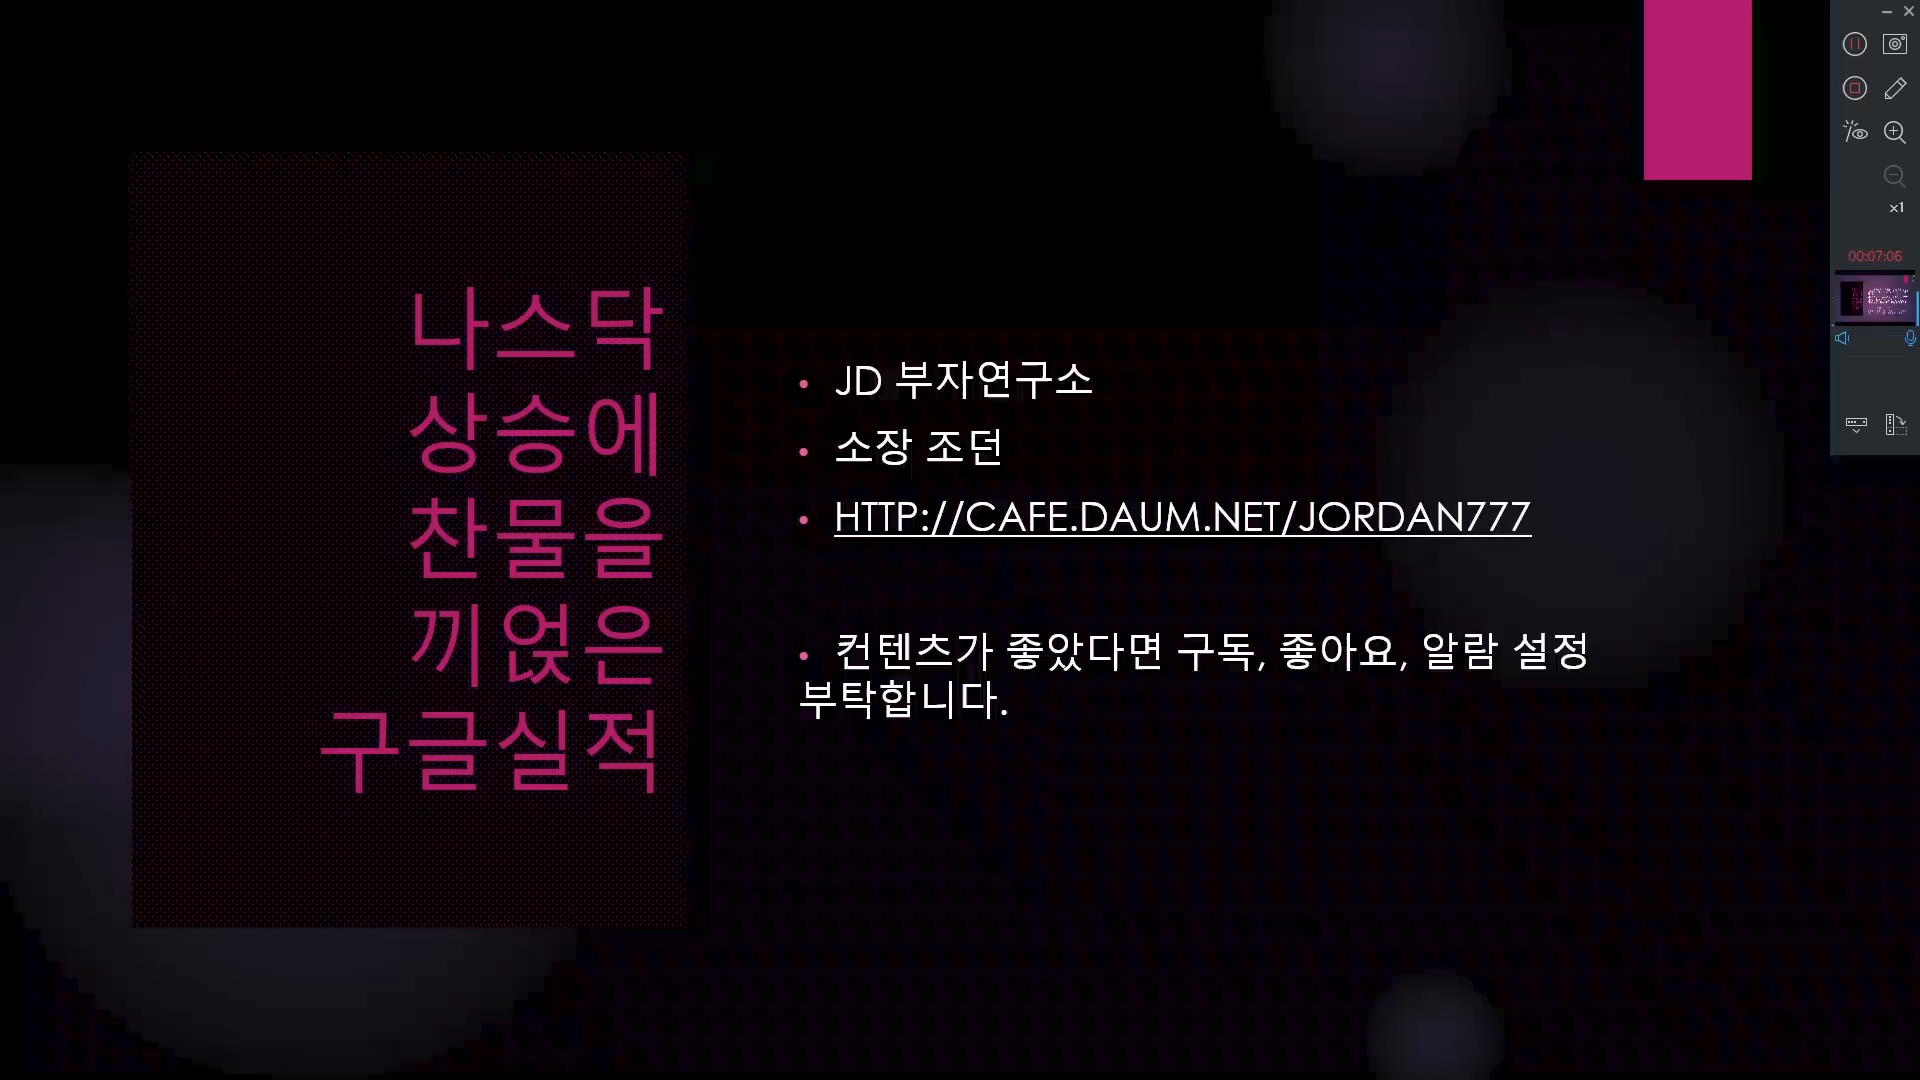 나스닥
상승에
찬물을
끼얹은
구글실적
• JD 부자연구소
• 소장 조던
• HTTP://CAFE.DAUM.NET/JORDAN777
• 컨텐츠가 좋았다면 구독, 좋아요, 알람 설정
부탁합니다.
x1
00:07:06